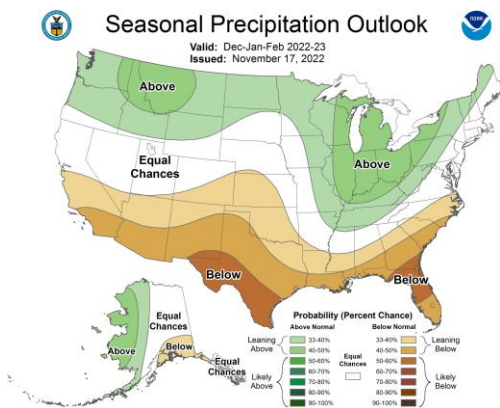 Seasonal Precipitation Outlook
Valid: Dec-Jan-Feb 2022-23
Issued: November 17, 2022
NOAA
Above
Equal
Chances
Above
Below
Below
Equal
Chances
Above
Below
Equal
Chances
Probability (Percent Chance)
Above Normal
Below Normal
Leaning
Above
33-40%
40-50%
50-60%
Likely
Above
60-70%
70-80%
80-90%
90-100%
Equal
Chances
33-40%
40-50%
50-60%
60-70%
70-80%
80-90%
90-100%
Leaning
Below
Likely
Below